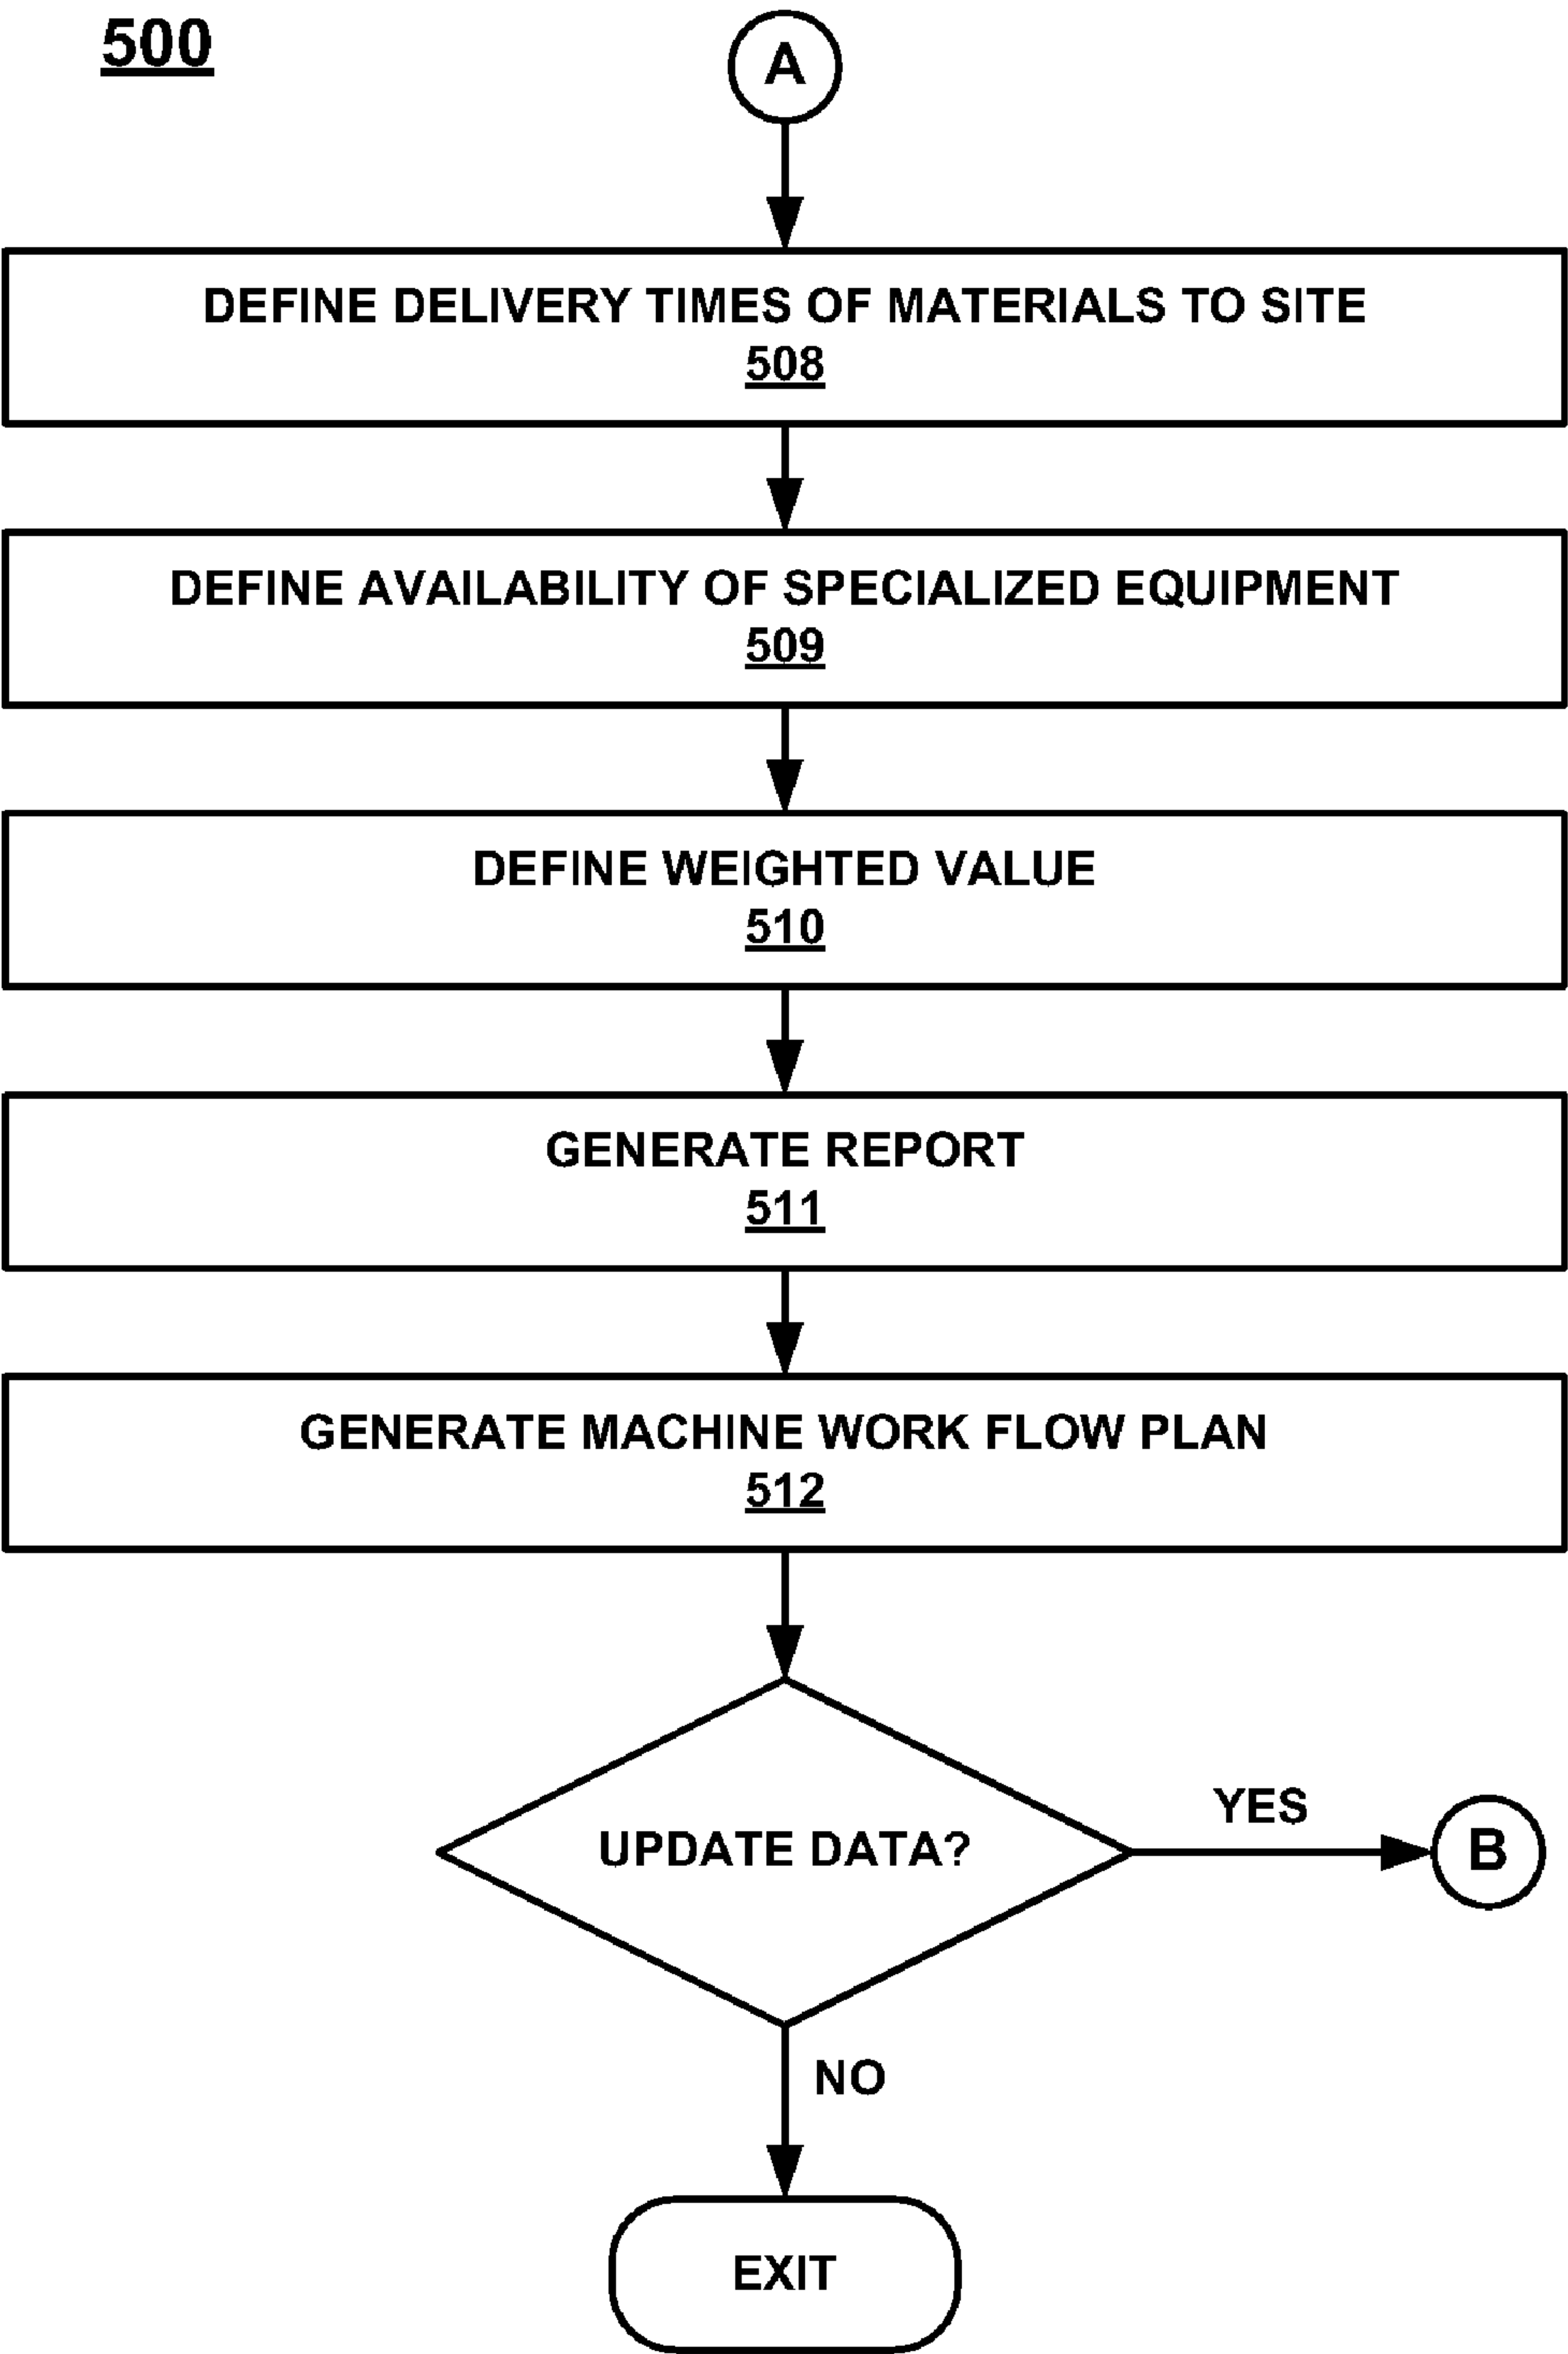 500
A
DEFINE DELIVERY TIMES OF MATERIALS TO SITE
508
DEFINE AVAILABILITY OF SPECIALIZED EQUIPMENT
509
DEFINE WEIGHTED VALUE
510
GENERATE REPORT
511
GENERATE MACHINE WORK FLOW PLAN
512
UPDATE DATA?
YES
B
NO
EXIT